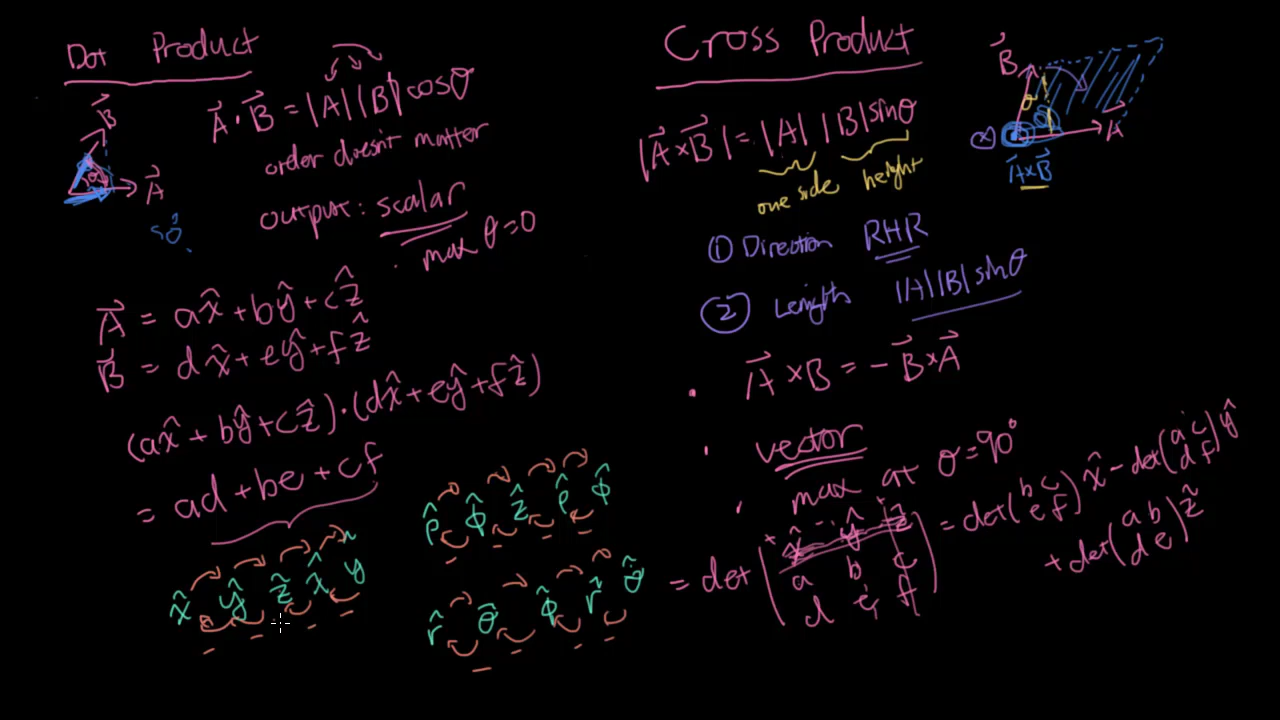 Dot Product
B⃗
θ
A⃗
90°
A⃗ · B⃗ = |A| |B| cosθ
order doesn't matter
output: scalar
· max θ = 0
A⃗ = ax̂ + bŷ + cẑ
B⃗ = dx̂ + eŷ + fẑ
(ax̂ + bŷ + cẑ) · (dx̂ + eŷ + fẑ)
= ad + be + cf
x̂ ŷ ẑ x̂ ŷ
ρ̂ φ̂ ẑ ρ̂ φ̂
r̂ θ̂ φ̂ r̂ θ̂
Cross Product
B⃗
θ
A⃗
A⃗×B⃗
|A⃗×B⃗| = |A| |B| sinθ
one side height
① Direction RHR
② Length |A||B| sinθ
· A⃗ × B⃗ = - B⃗ × A⃗
· vector
· max at θ = 90°
= det ( x̂ ŷ ẑ
a b c
d e f )
= det( b c
e f ) x̂ - det( a c
d f ) ŷ
+ det( a b
d e ) ẑ